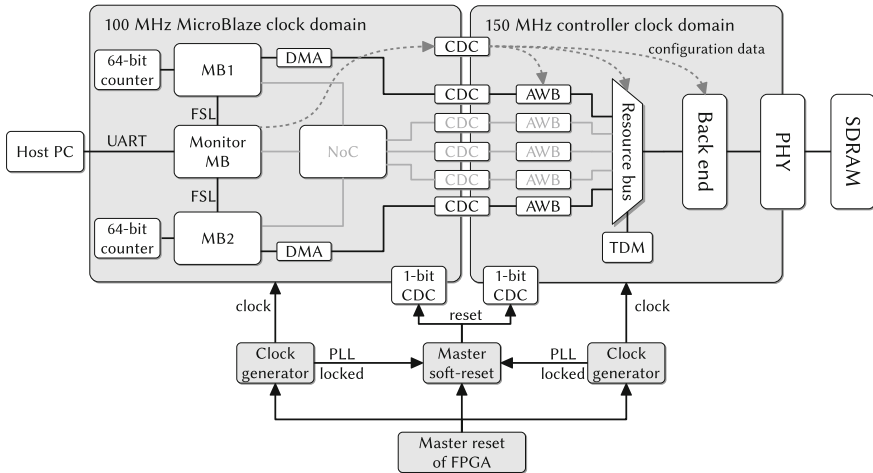 100 MHz MicroBlaze clock domain
150 MHz controller clock domain
CDC
configuration data
64-bit
counter
MB1
DMA
CDC
AWB
FSL
CDC
AWB
Host PC
UART
Monitor
MB
NoC
CDC
AWB
Resource bus
Back end
PHY
SDRAM
FSL
CDC
AWB
CDC
AWB
64-bit
counter
MB2
DMA
TDM
1-bit
CDC
1-bit
CDC
clock
reset
clock
Clock
generator
PLL
locked
Master
soft-reset
PLL
locked
Clock
generator
Master reset
of FPGA